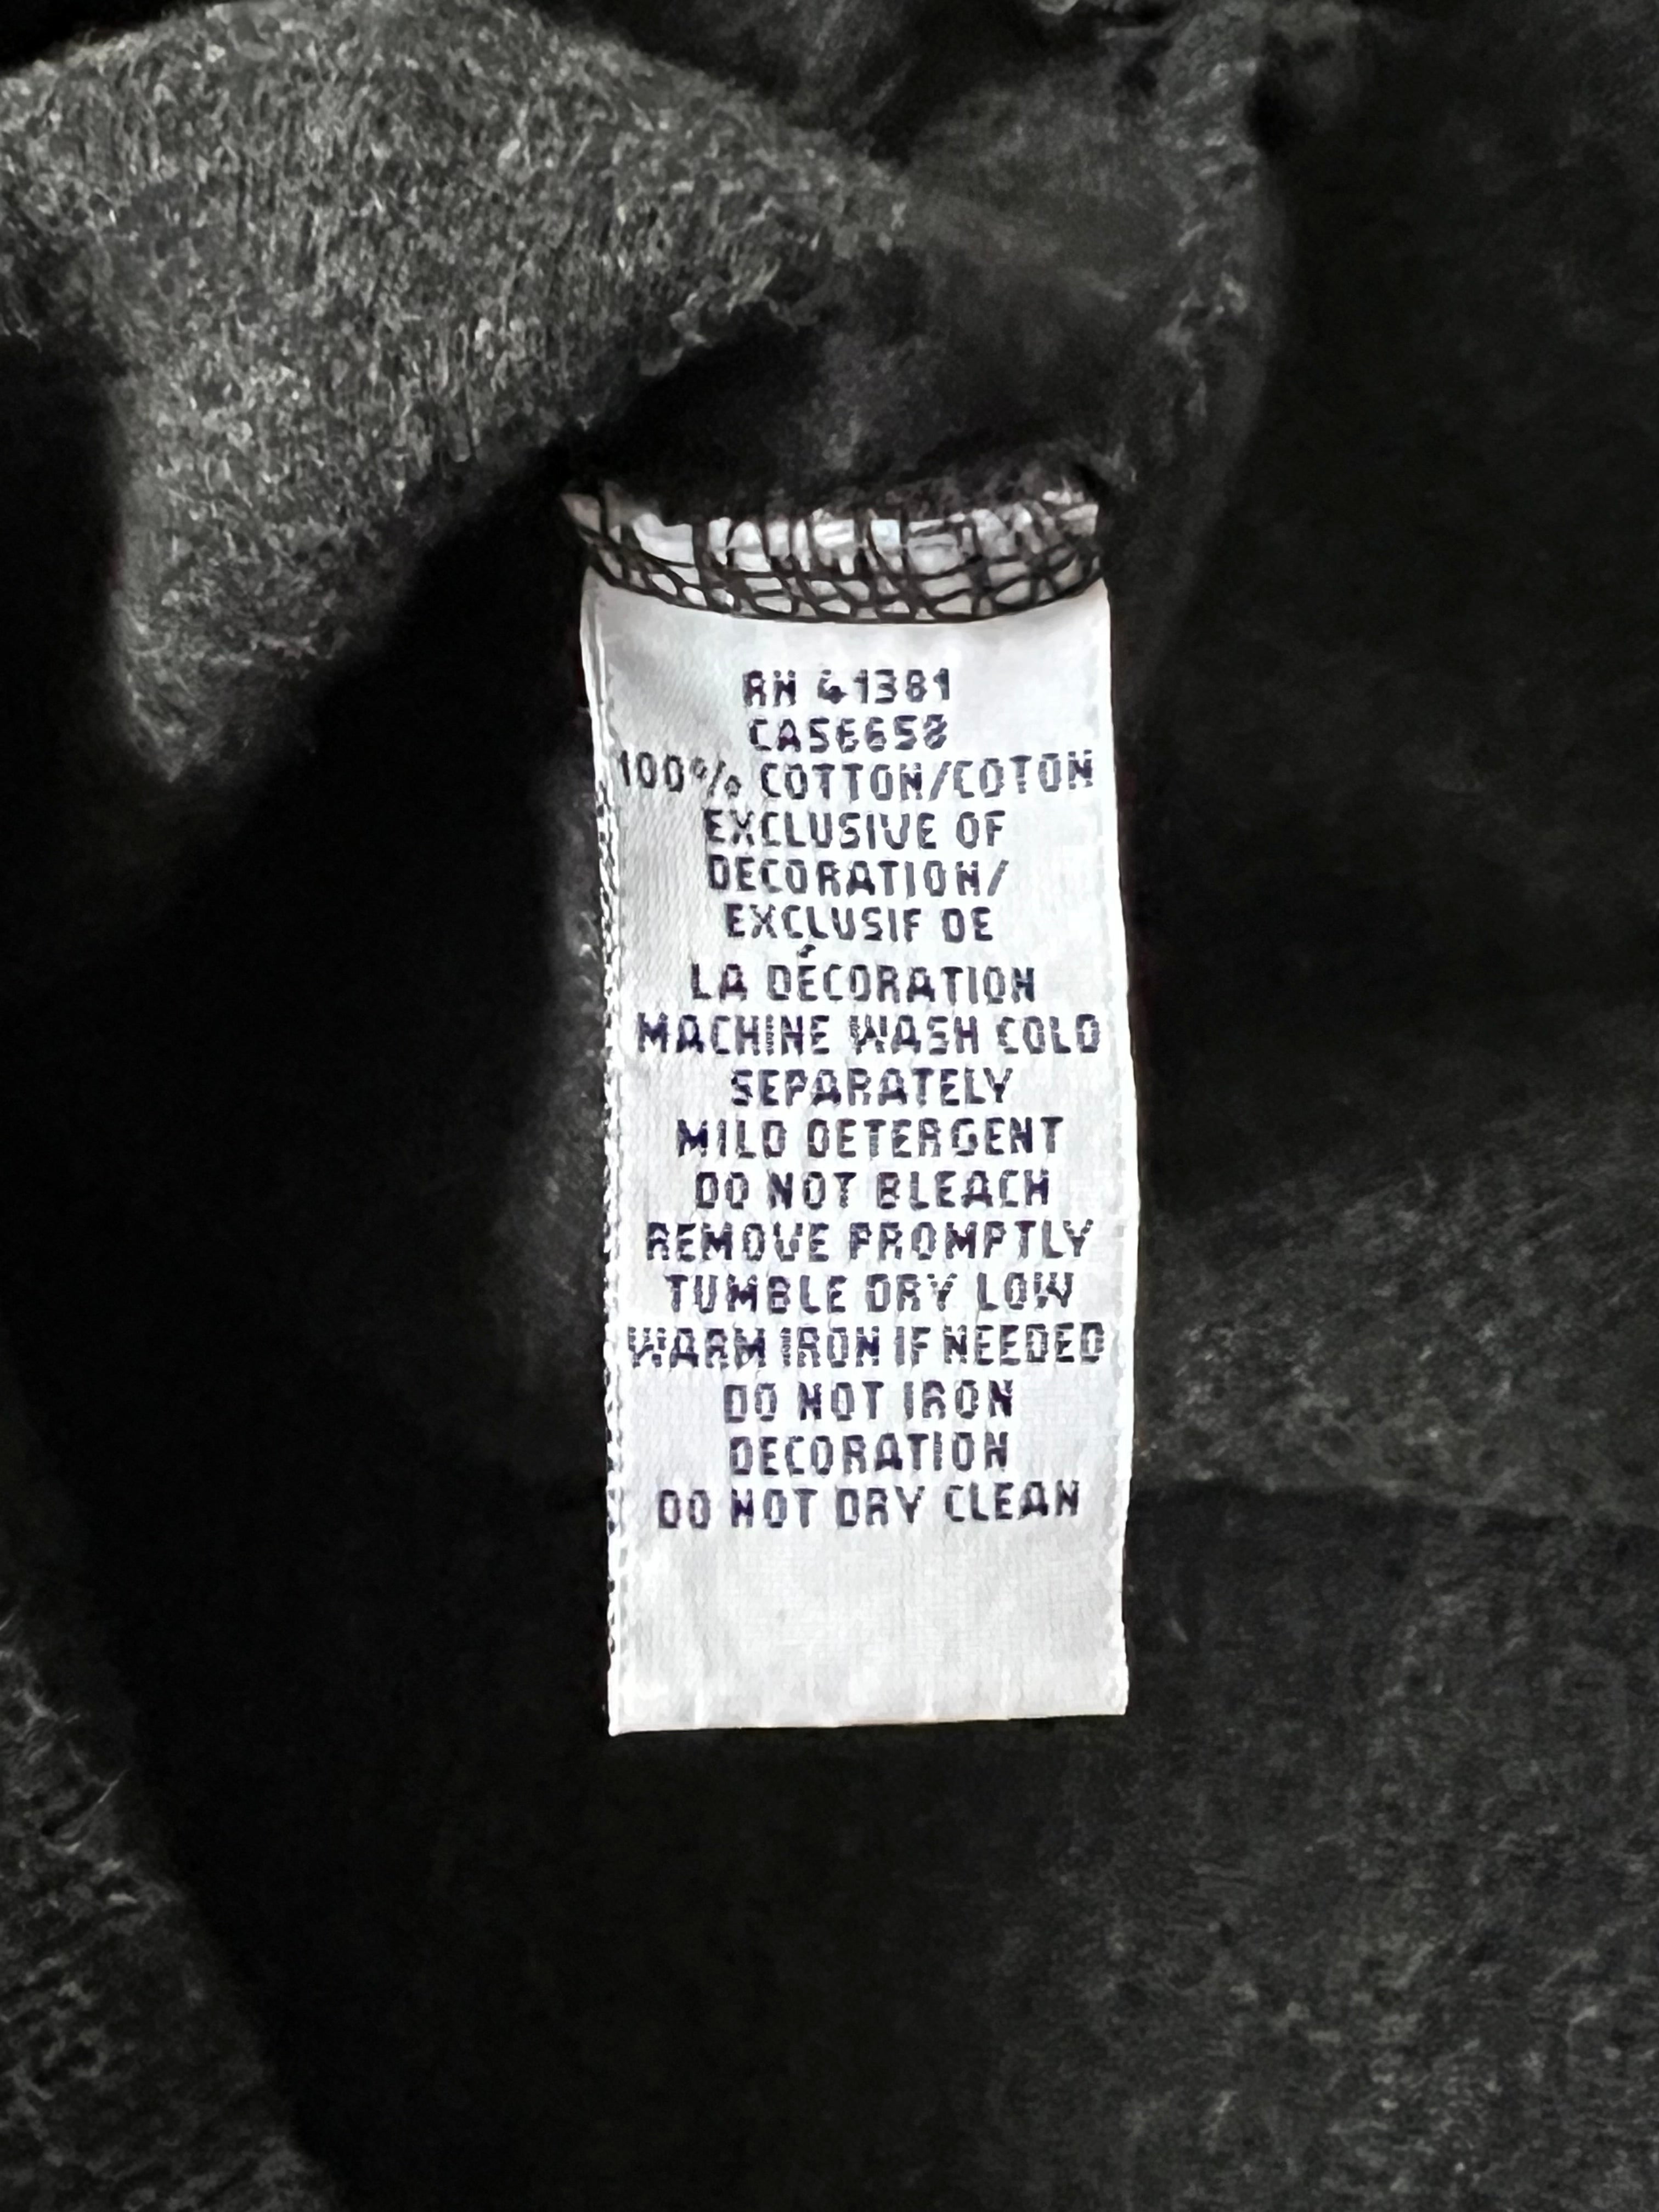 RN 41381
CA56658
100% COTTON/COTON
EXCLUSIVE OF
DECORATION/
EXCLUSIF DE
LA DÉCORATION
MACHINE WASH COLD
SEPARATELY
MILD DETERGENT
DO NOT BLEACH
REMOVE PROMPTLY
TUMBLE DRY LOW
WARM IRON IF NEEDED
DO NOT IRON
DECORATION
DO NOT DRY CLEAN